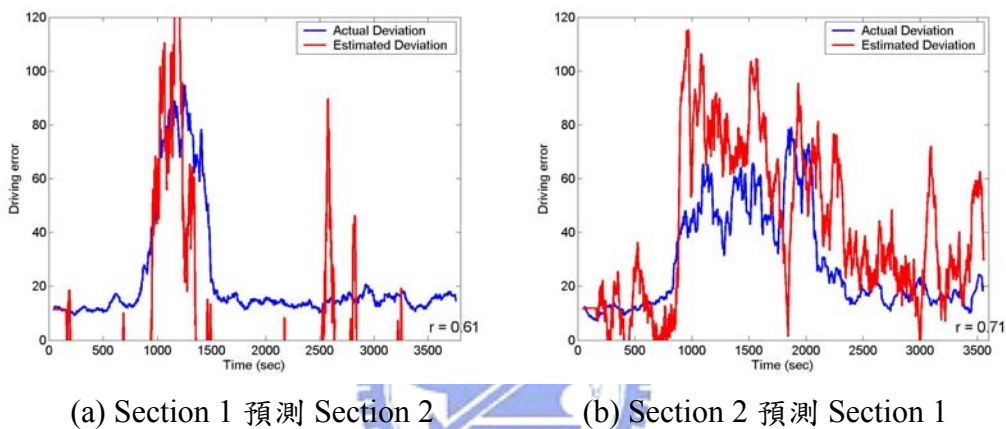 120
100
80
60
40
20
0
Driving error
Actual Deviation
Estimated Deviation
r = 0.61
0 500 1000 1500 2000 2500 3000 3500
Time (sec)
120
100
80
60
40
20
0
Driving error
Actual Deviation
Estimated Deviation
r = 0.71
0 500 1000 1500 2000 2500 3000 3500
Time (sec)
(a) Section 1 預測 Section 2
(b) Section 2 預測 Section 1